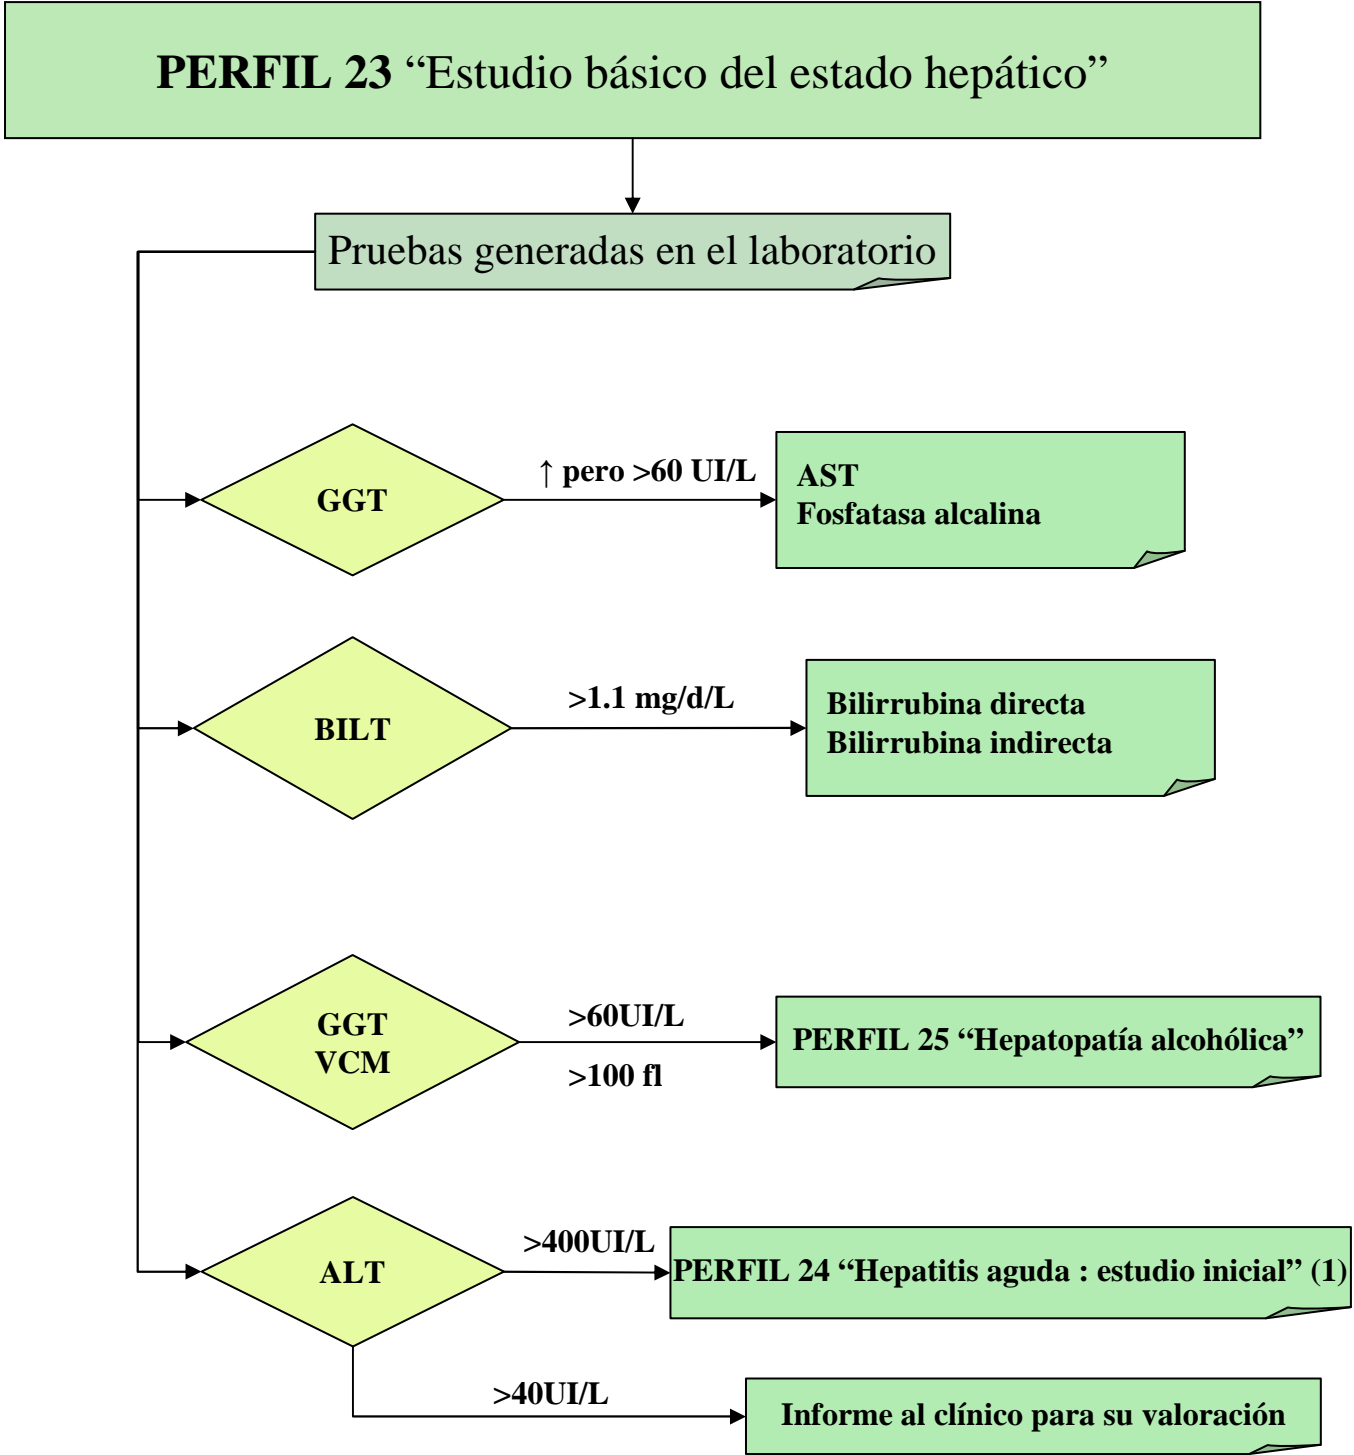 PERFIL 23 “Estudio básico del estado hepático”
Pruebas generadas en el laboratorio
GGT
↑ pero >60 UI/L
AST
Fosfatasa alcalina
BILT
>1.1 mg/d/L
Bilirrubina directa
Bilirrubina indirecta
GGT
VCM
>60UI/L
>100 fl
PERFIL 25 “Hepatopatía alcohólica”
ALT
>400UI/L
PERFIL 24 “Hepatitis aguda : estudio inicial” (1)
>40UI/L
Informe al clínico para su valoración